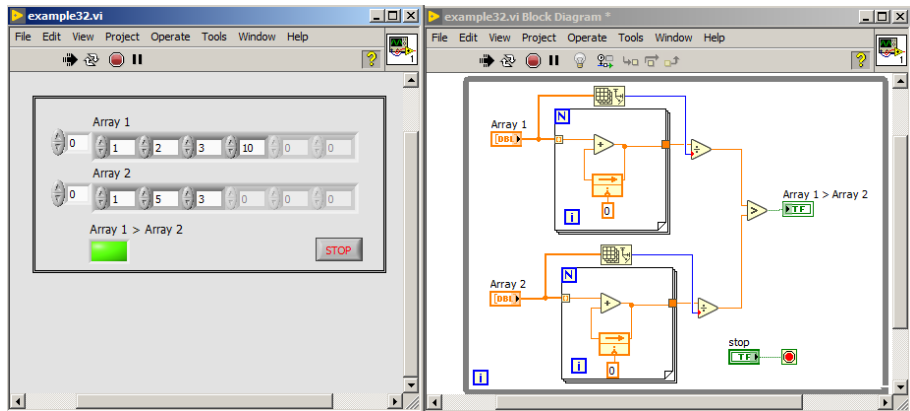 example32.vi
File Edit View Project Operate Tools Window Help
1
Array 1
0 1 2 3 10 0 0
Array 2
0 1 5 3 0 0 0
Array 1 > Array 2
STOP
example32.vi Block Diagram *
File Edit View Project Operate Tools Window Help
1
Array 1
DBL
N
+
0
i
÷
>
Array 1 > Array 2
TF
Array 2
DBL
N
+
0
i
÷
stop
TF
i